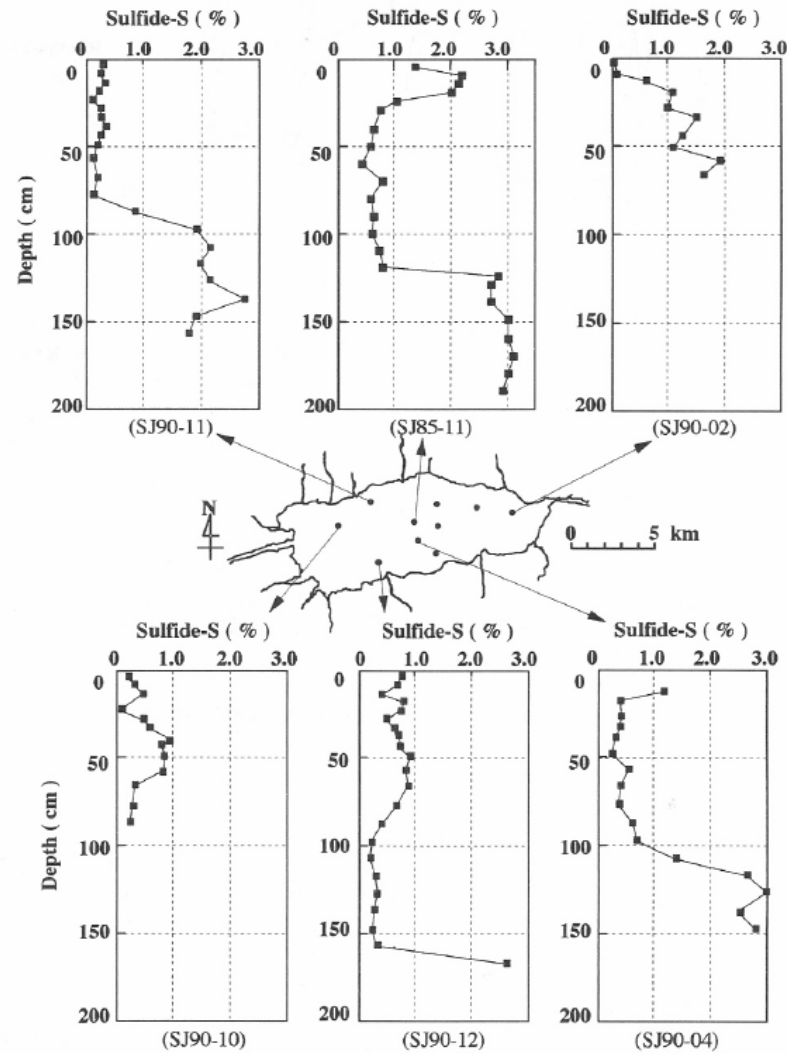 Sulfide-S ( % ) Sulfide-S ( % ) Sulfide-S ( % )
0 1.0 2.0 3.0 0 1.0 2.0 3.0 0 1.0 2.0 3.0
0 0 0
50 50 50
Depth ( cm )
100 100 100
150 150 150
200 200 200
(SJ90-11) (SJ85-11) (SJ90-02)
N
0 5 km
Sulfide-S ( % ) Sulfide-S ( % ) Sulfide-S ( % )
0 1.0 2.0 3.0 0 1.0 2.0 3.0 0 1.0 2.0 3.0
0 0 0
50 50 50
Depth ( cm )
100 100 100
150 150 150
200 200 200
(SJ90-10) (SJ90-12) (SJ90-04)